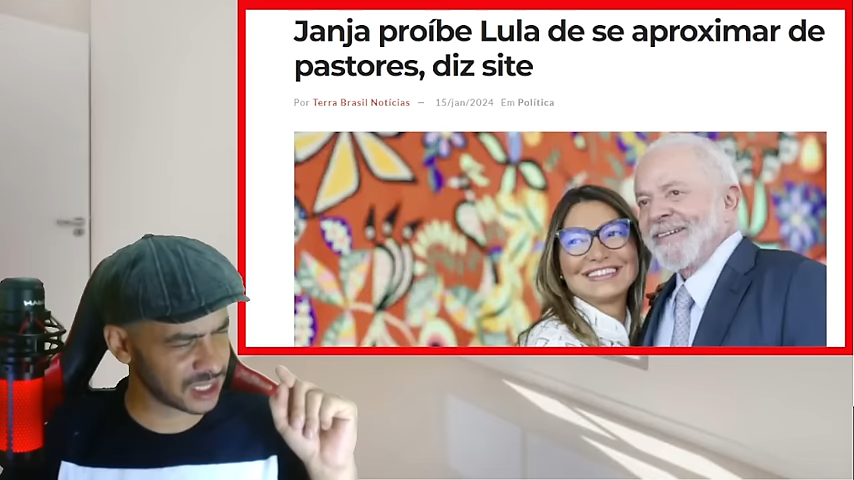 Janja proíbe Lula de se aproximar de
pastores, diz site
Por Terra Brasil Notícias — 15/jan/2024 Em Política